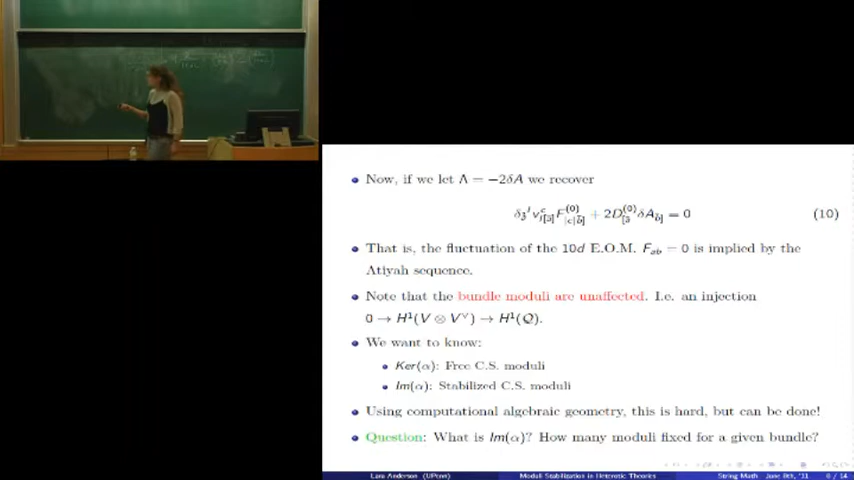 Now, if we let Λ = −2δA we recover
δ𝔷ᴵ v^c_{I[ā]} F^{(0)}_{|c|b̄]} + 2D^{(0)}_{[ā} δA_{b̄]} = 0 (10)
That is, the fluctuation of the 10d E.O.M. F_{ab} = 0 is implied by the
Atiyah sequence.
Note that the bundle moduli are unaffected. I.e. an injection
0 → H¹(V ⊗ V^∨) → H¹(Q).
We want to know:
Ker(α): Free C.S. moduli
Im(α): Stabilized C.S. moduli
Using computational algebraic geometry, this is hard, but can be done!
Question: What is Im(α)? How many moduli fixed for a given bundle?
Lara Anderson (UPenn) Moduli Stabilization in Heterotic Theories String Math - June 8th, '11 6 / 14